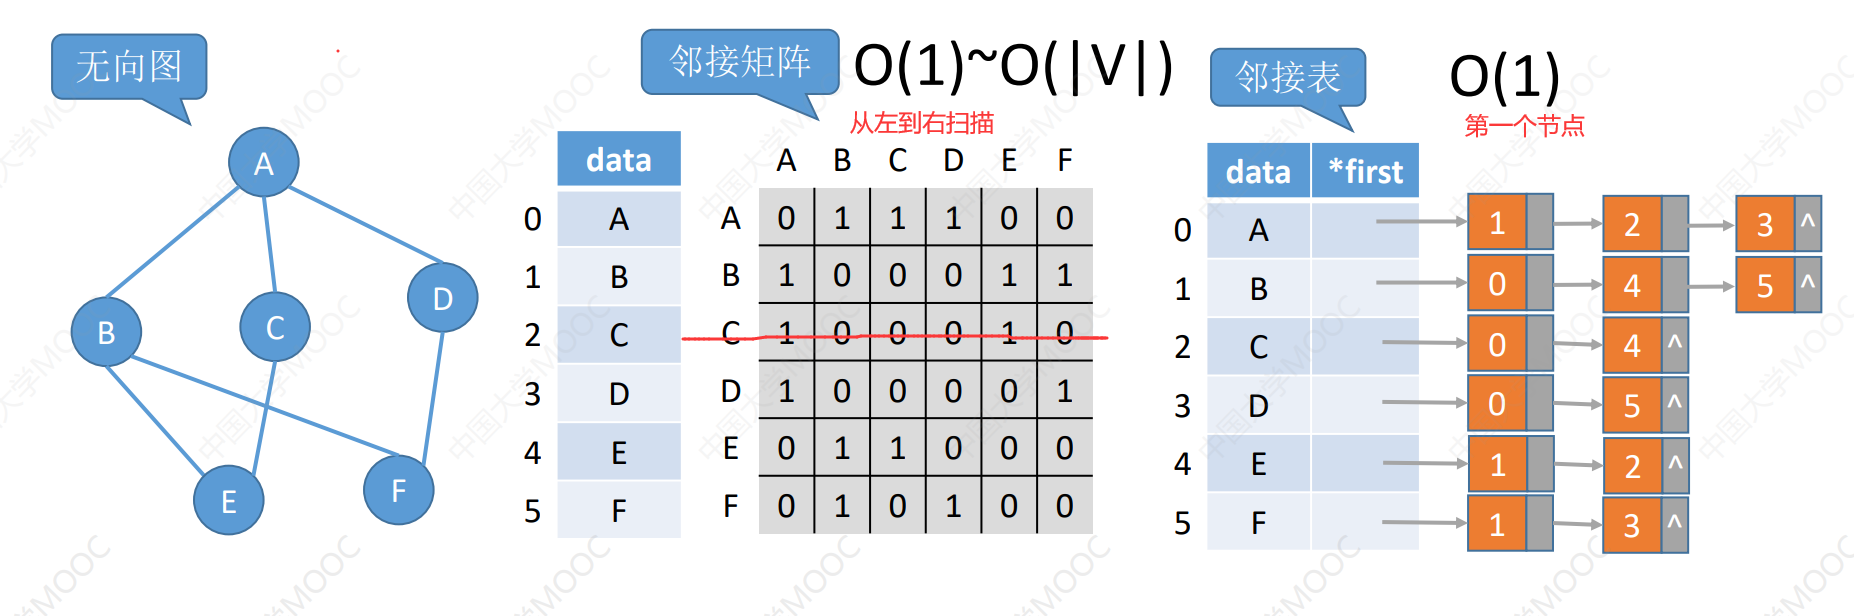 无向图
A
B
C
D
E
F
邻接矩阵
O(1)~O(|V|)
从左到右扫描
data
0 A
1 B
2 C
3 D
4 E
5 F
A B C D E F
A 0 1 1 1 0 0
B 1 0 0 0 1 1
C 1 0 0 0 1 0
D 1 0 0 0 0 1
E 0 1 1 0 0 0
F 0 1 0 1 0 0
邻接表
O(1)
第一个节点
data *first
0 A 1 2 3 ^
1 B 0 4 5 ^
2 C 0 4 ^
3 D 0 5 ^
4 E 1 2 ^
5 F 1 3 ^
中国大学MOOC